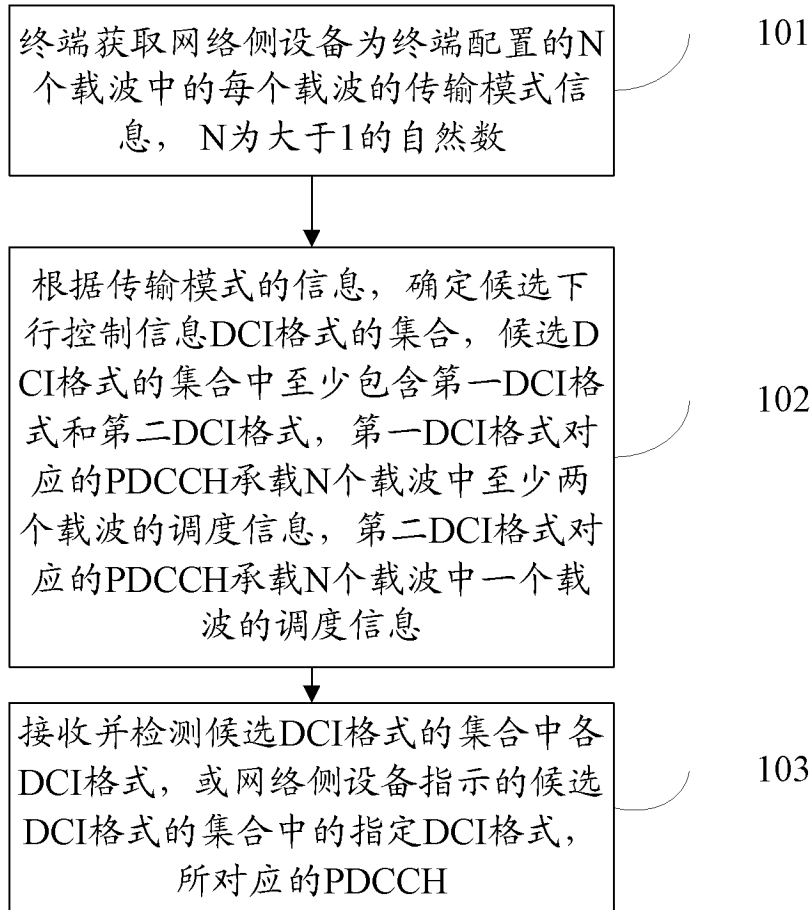 终端获取网络侧设备为终端配置的N
个载波中的每个载波的传输模式信
息， N为大于1的自然数
101
根据传输模式的信息，确定候选下
行控制信息DCI格式的集合，候选D
CI格式的集合中至少包含第一DCI格
式和第二DCI格式，第一DCI格式对
应的PDCCH承载N个载波中至少两
个载波的调度信息，第二DCI格式对
应的PDCCH承载N个载波中一个载
波的调度信息
102
接收并检测候选DCI格式的集合中各
DCI格式，或网络侧设备指示的候选
DCI格式的集合中的指定DCI格式，
所对应的PDCCH
103